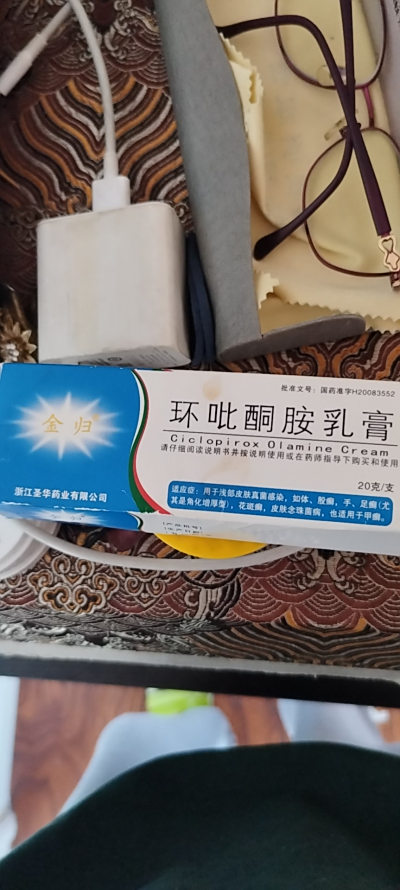 批准文号：国药准字H20083552
金归
环吡酮胺乳膏
Ciclopirox Olamine Cream
请仔细阅读说明书并按说明使用或在药师指导下购买和使用
20克/支
浙江圣华药业有限公司
适应症：用于浅部皮肤真菌感染，如体、股癣，手、足癣（尤
其是角化增厚型），花斑癣，皮肤念珠菌病，也适用于甲癣。